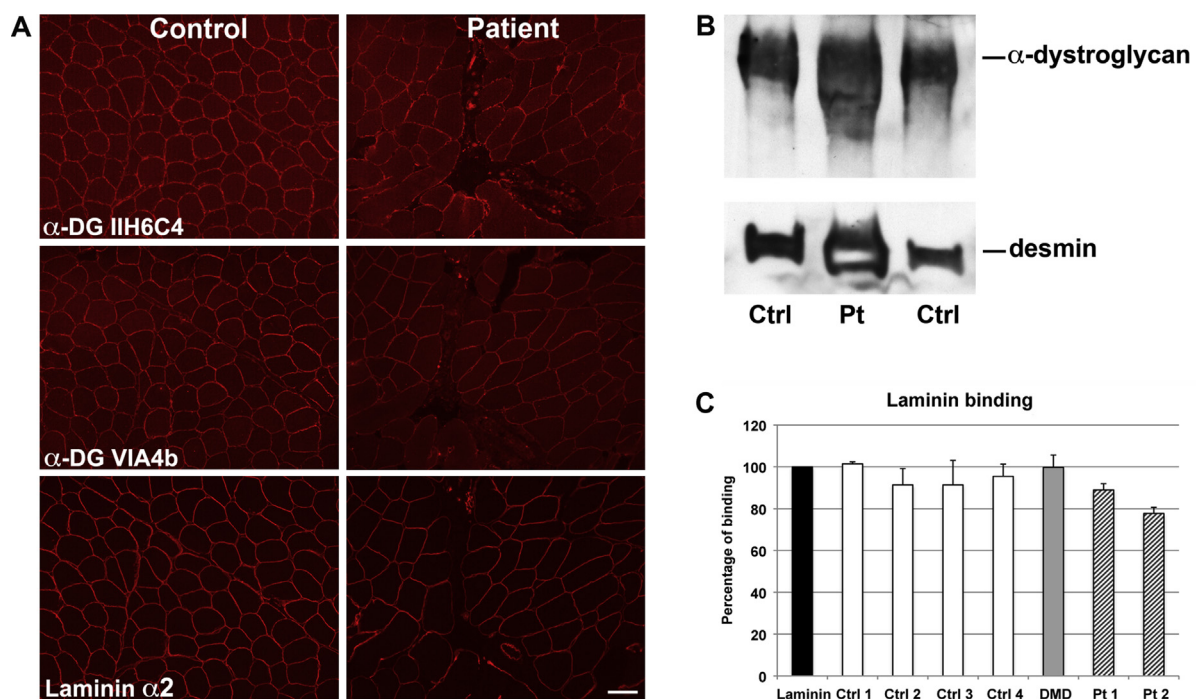 A
Control
Patient
α-DG IIH6C4
α-DG VIA4b
Laminin α2
B
α-dystroglycan
desmin
Ctrl Pt Ctrl
C
Laminin binding
Percentage of binding
120
100
80
60
40
20
0
Laminin Ctrl 1 Ctrl 2 Ctrl 3 Ctrl 4 DMD Pt 1 Pt 2